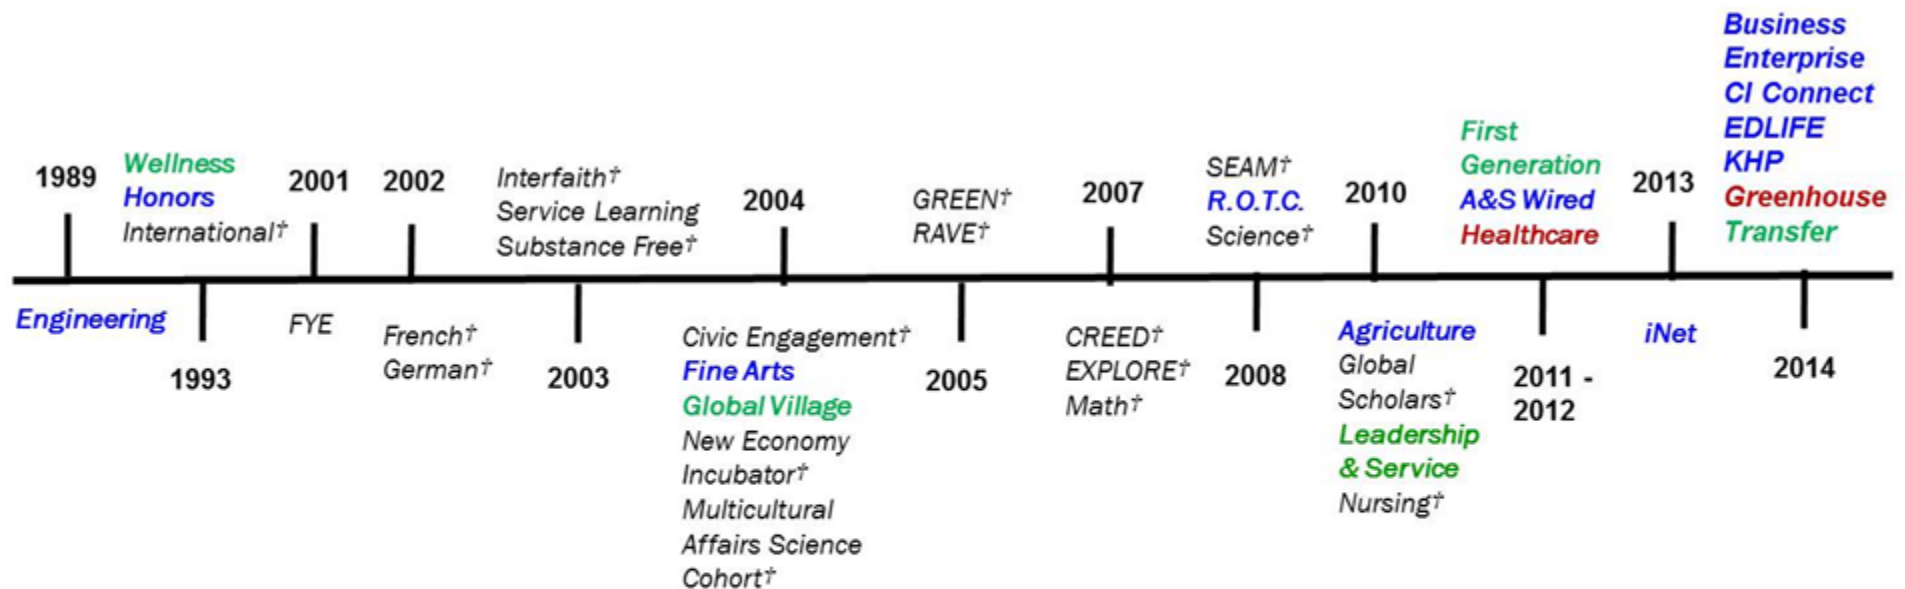 1989
Engineering
Wellness
Honors
International†
1993
2001
FYE
2002
French†
German†
Interfaith†
Service Learning
Substance Free†
2003
2004
Civic Engagement†
Fine Arts
Global Village
New Economy
Incubator†
Multicultural
Affairs Science
Cohort†
GREEN†
RAVE†
2005
2007
CREED†
EXPLORE†
Math†
SEAM†
R.O.T.C.
Science†
2008
2010
Agriculture
Global
Scholars†
Leadership
& Service
Nursing†
First
Generation
A&S Wired
Healthcare
2011 -
2012
2013
iNet
Business
Enterprise
CI Connect
EDLIFE
KHP
Greenhouse
Transfer
2014